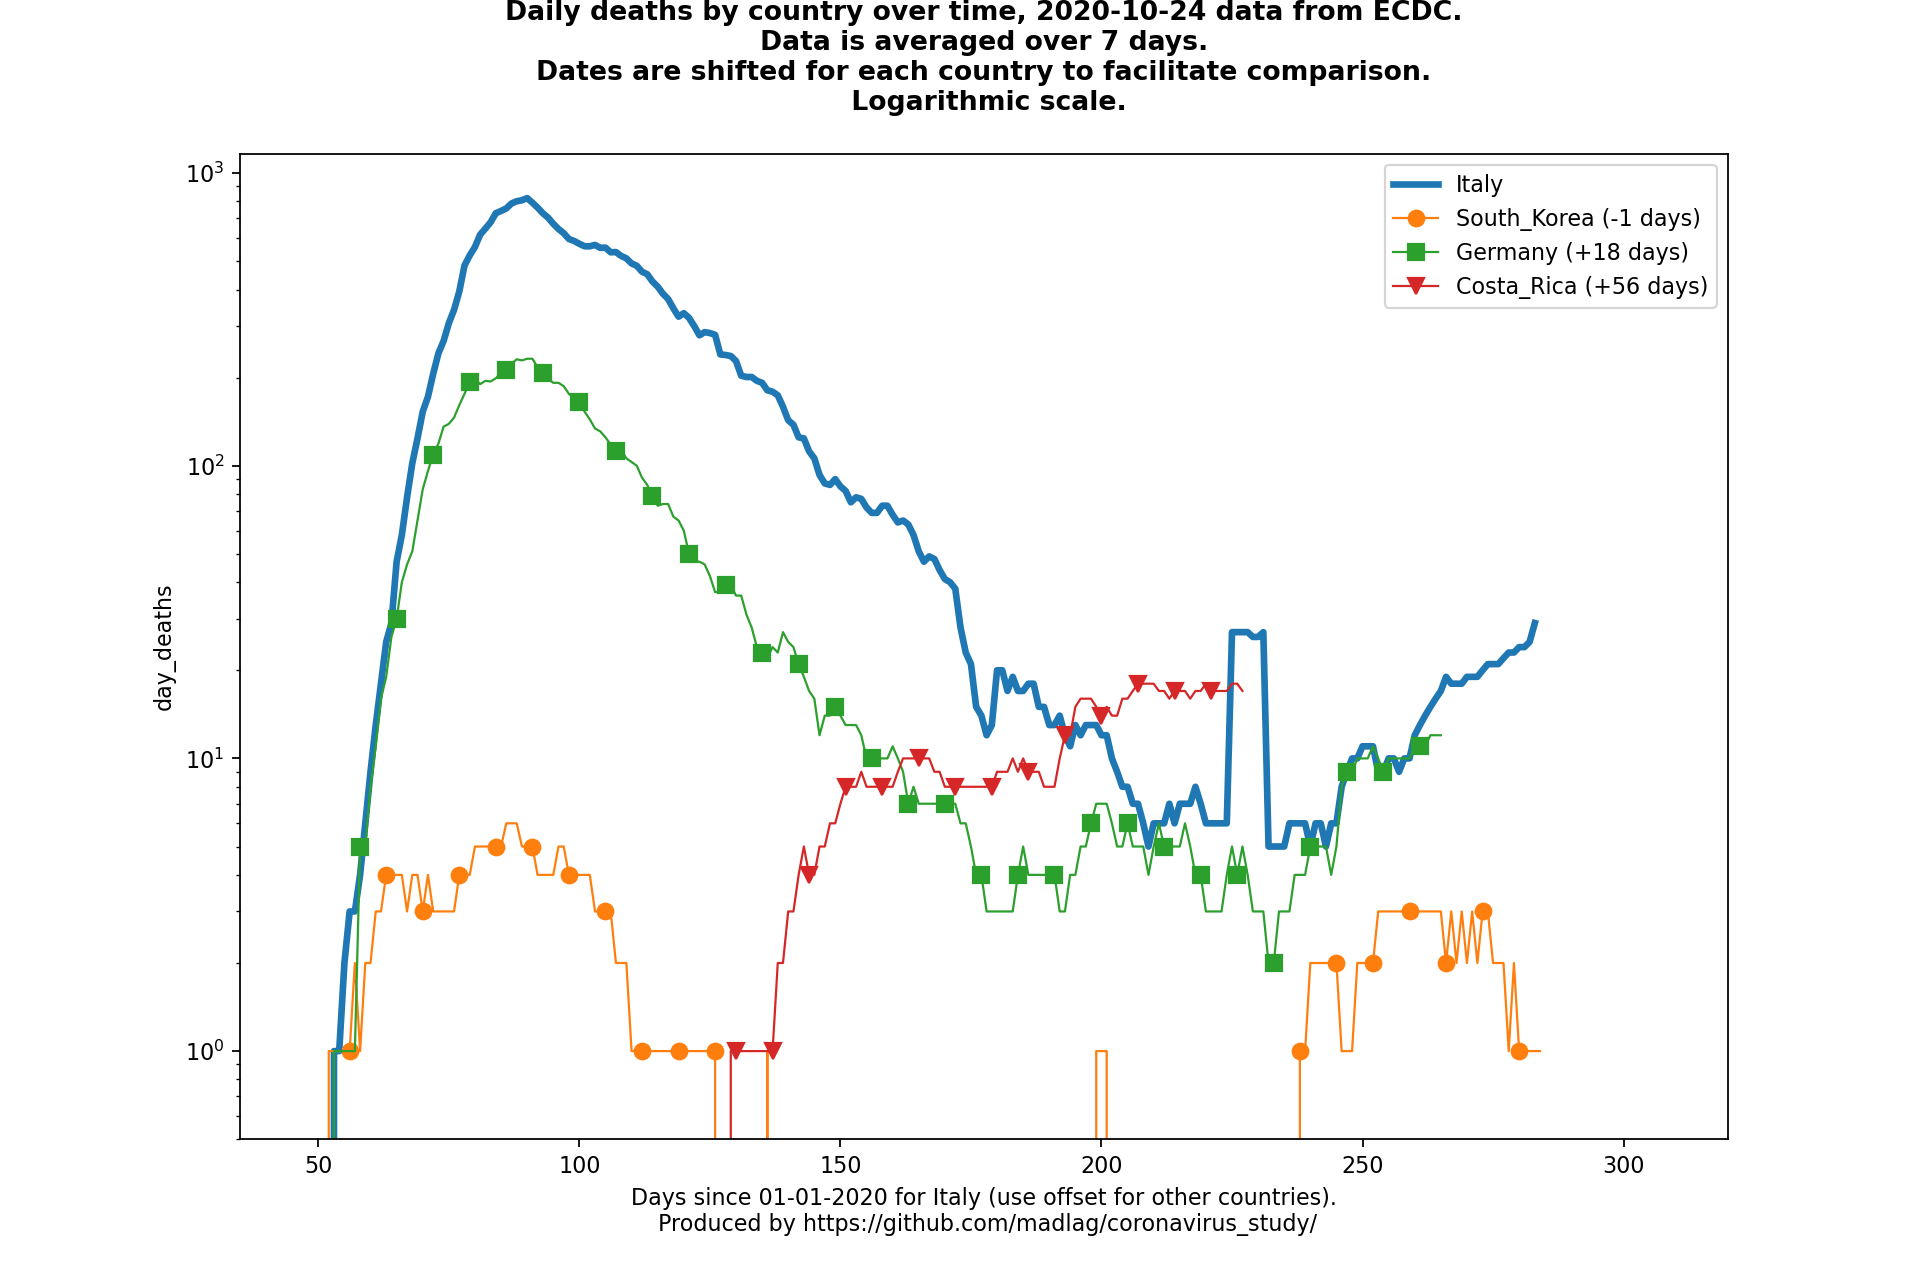 Daily deaths by country over time, 2020-10-24 data from ECDC.
Data is averaged over 7 days.
Dates are shifted for each country to facilitate comparison.
Logarithmic scale.
10³
10²
10¹
10⁰
day_deaths
Italy
South_Korea (-1 days)
Germany (+18 days)
Costa_Rica (+56 days)
50
100
150
200
250
300
Days since 01-01-2020 for Italy (use offset for other countries).
Produced by https://github.com/madlag/coronavirus_study/